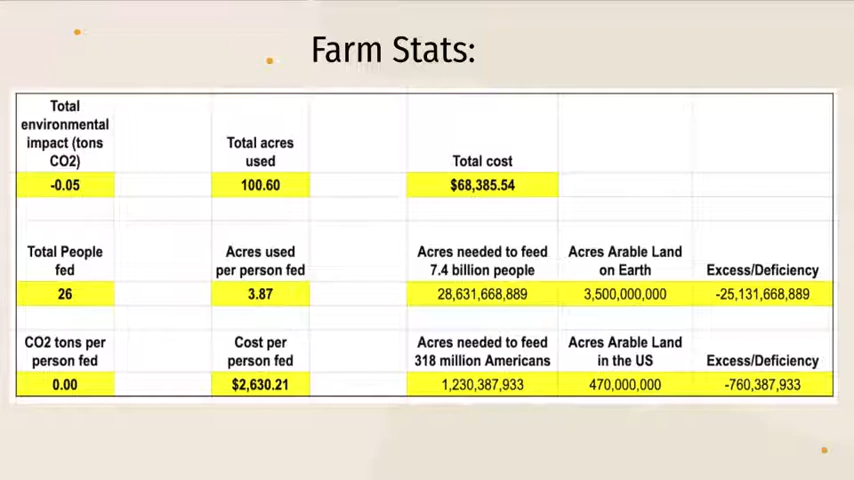 Farm Stats:
Total
environmental
impact (tons
CO2)
Total acres
used
Total cost
-0.05
100.60
$68,385.54
Total People
fed
Acres used
per person fed
Acres needed to feed
7.4 billion people
Acres Arable Land
on Earth
Excess/Deficiency
26
3.87
28,631,668,889
3,500,000,000
-25,131,668,889
CO2 tons per
person fed
Cost per
person fed
Acres needed to feed
318 million Americans
Acres Arable Land
in the US
Excess/Deficiency
0.00
$2,630.21
1,230,387,933
470,000,000
-760,387,933